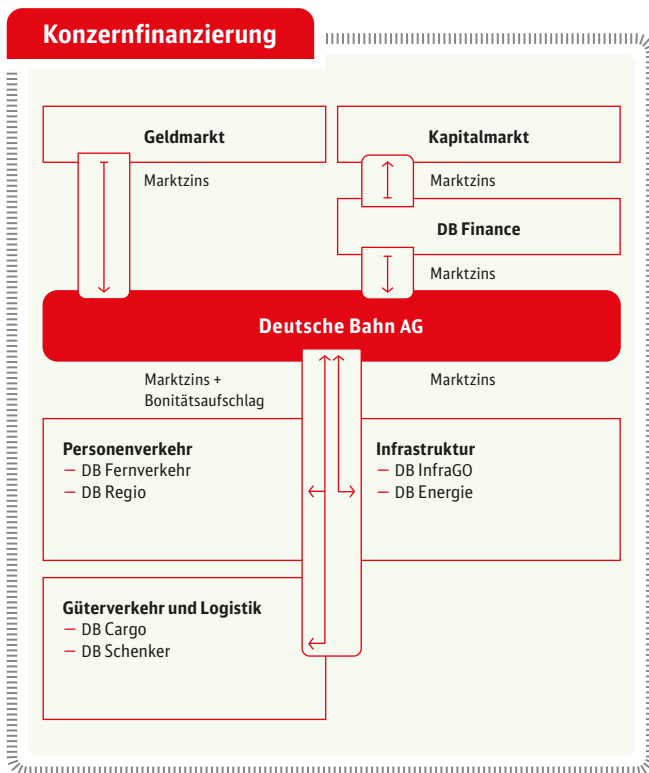 Konzernfinanzierung
Geldmarkt
Kapitalmarkt
Marktzins
Marktzins
DB Finance
Marktzins
Deutsche Bahn AG
Marktzins +
Bonitätsaufschlag
Marktzins
Personenverkehr
– DB Fernverkehr
– DB Regio
Infrastruktur
– DB InfraGO
– DB Energie
Güterverkehr und Logistik
– DB Cargo
– DB Schenker